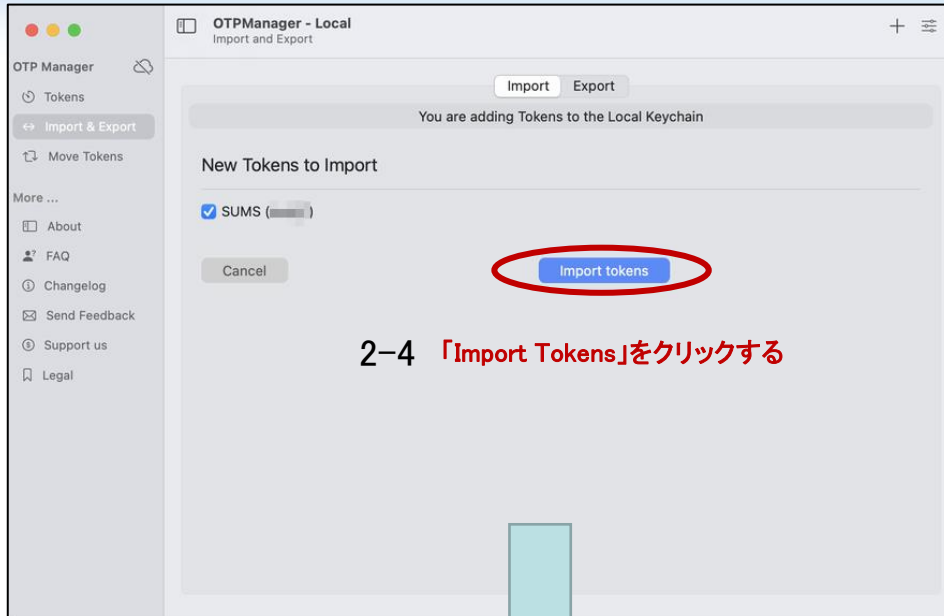 OTPManager - Local
Import and Export
OTP Manager
Tokens
Import & Export
Move Tokens
More ...
About
FAQ
Changelog
Send Feedback
Support us
Legal
Import Export
You are adding Tokens to the Local Keychain
New Tokens to Import
SUMS ( )
Cancel
Import tokens
2-4 「Import Tokens」をクリックする